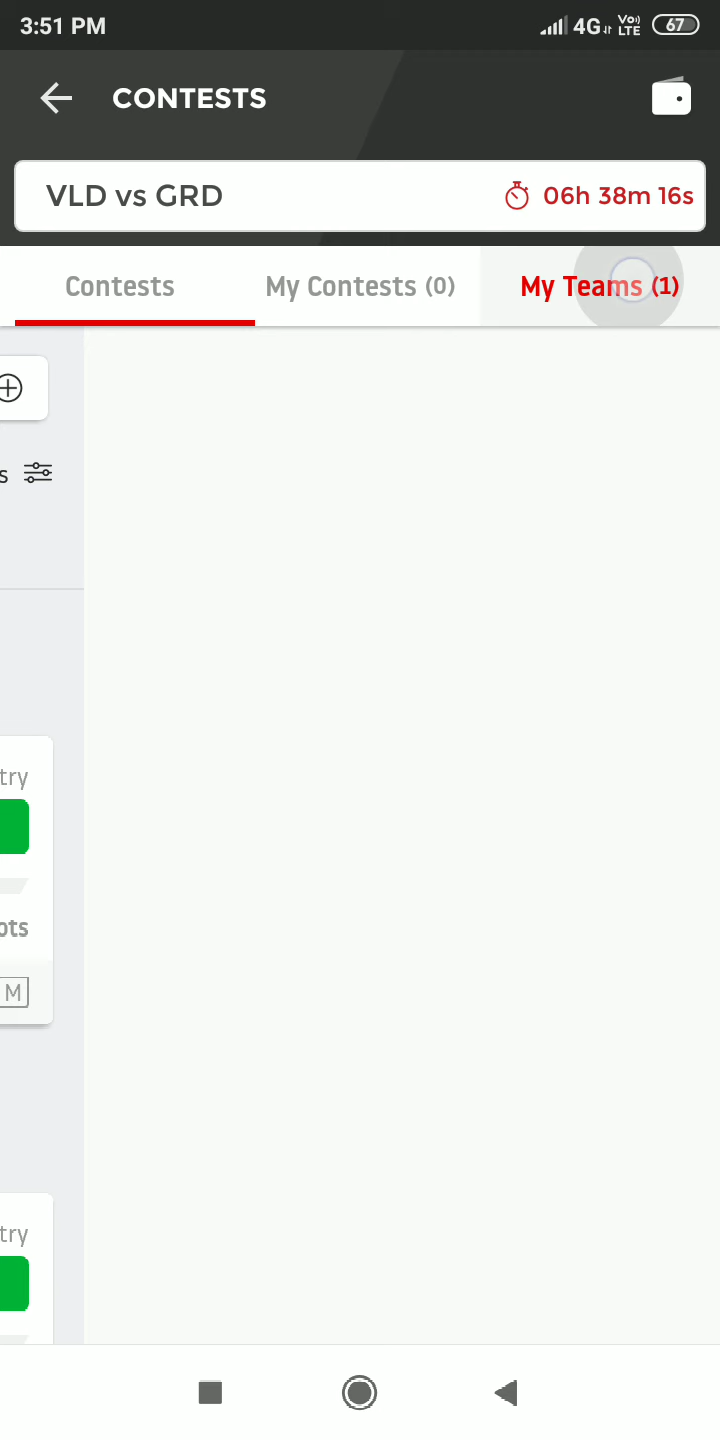 3:51 PM
4G
Vo)) LTE
67
CONTESTS
VLD vs GRD
06h 38m 16s
Contests
My Contests (0)
My Teams (1)
s
try
ots
M
try